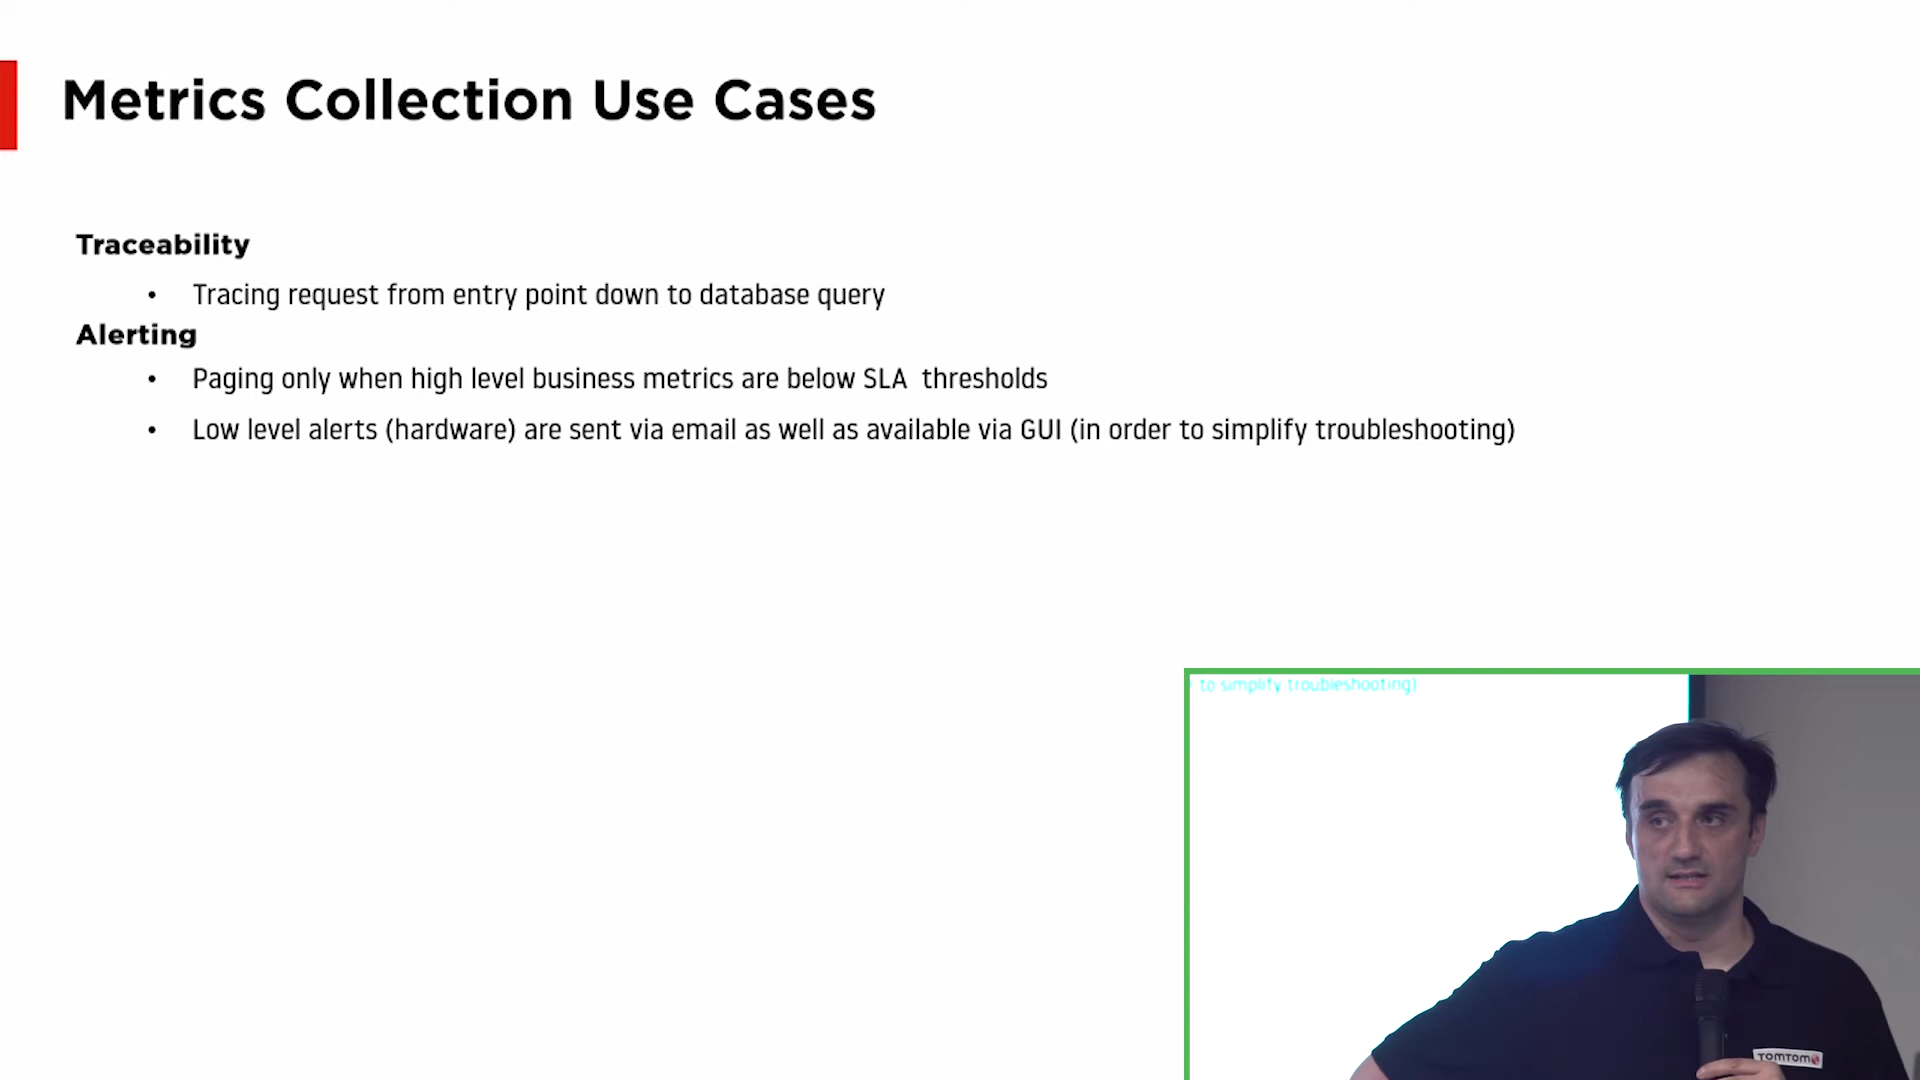 Metrics Collection Use Cases
Traceability
• Tracing request from entry point down to database query
Alerting
• Paging only when high level business metrics are below SLA thresholds
• Low level alerts (hardware) are sent via email as well as available via GUI (in order to simplify troubleshooting)
to simplify troubleshooting)
TOMTOM